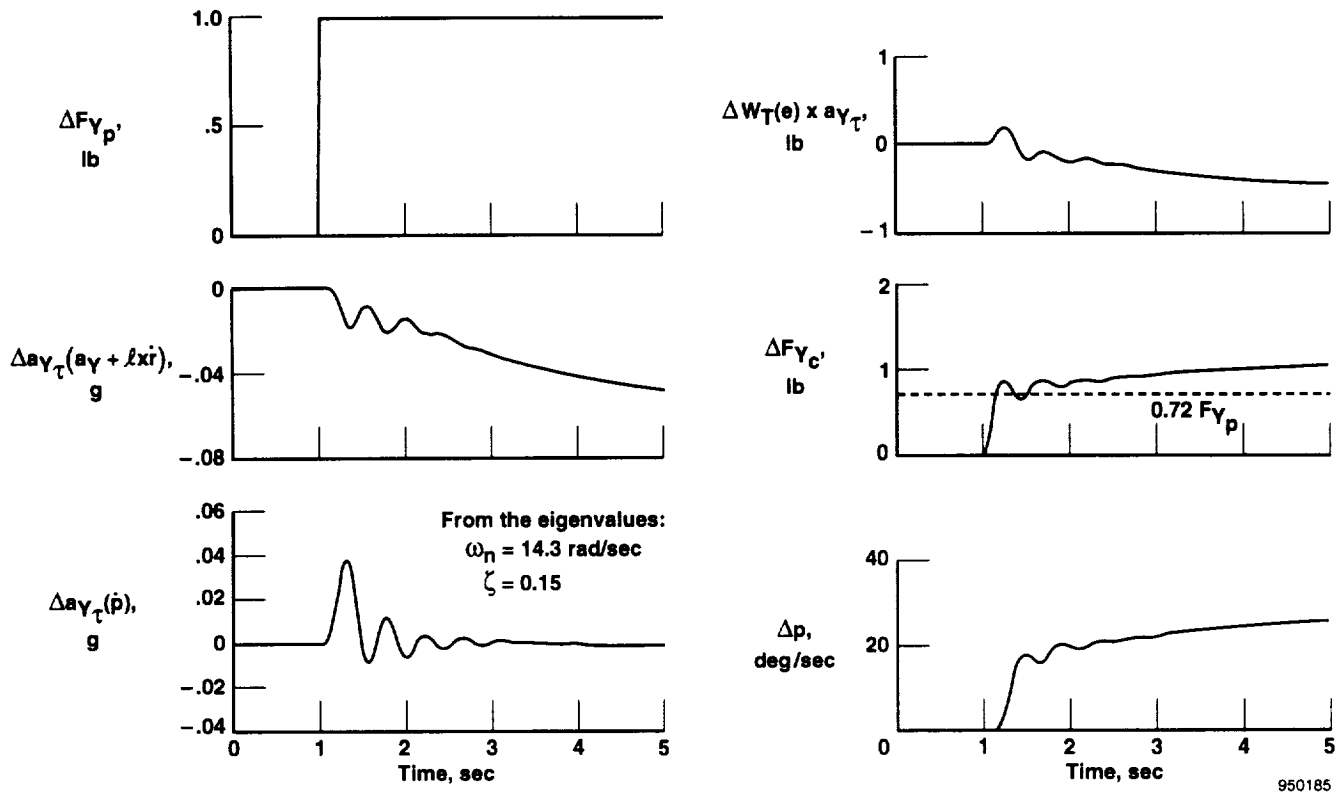 1.0
.5
0
ΔFYp,
lb
0
-.04
-.08
ΔaYτ(aY + ℓxṙ),
g
.06
.04
.02
0
-.02
-.04
ΔaYτ(ṗ),
g
From the eigenvalues:
ωn = 14.3 rad/sec
ζ = 0.15
0 1 2 3 4 5
Time, sec
1
0
-1
ΔWT(e) x aYτ,
lb
2
1
0
ΔFYc,
lb
0.72 FYp
40
20
0
Δp,
deg/sec
1 2 3 4 5
Time, sec
950185